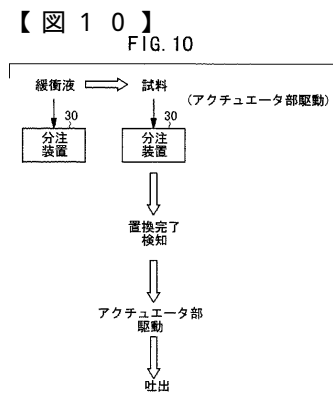 【図１０】
FIG. 10
緩衝液 試料
(アクチュエータ部駆動)
30 30
分注 分注
装置 装置
置換完了
検知
アクチュエータ部
駆動
吐出